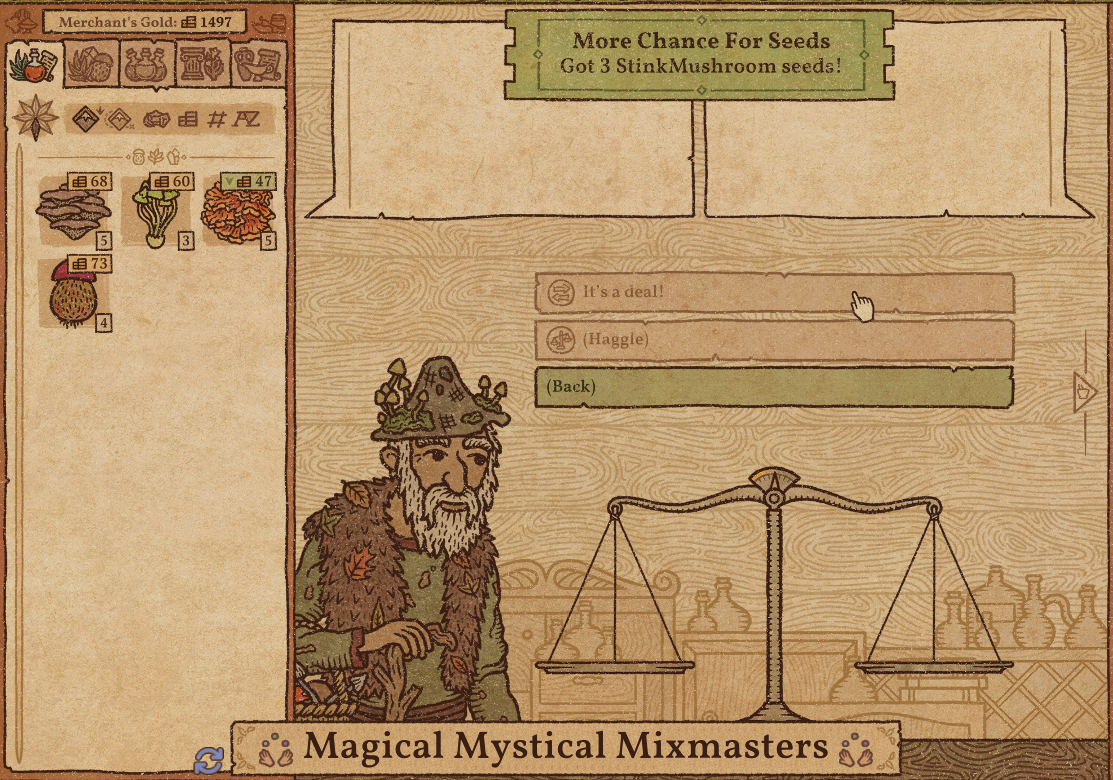 Merchant's Gold: 1497
More Chance For Seeds
Got 3 StinkMushroom seeds!
# AZ
68
60
47
5
3
5
73
4
It's a deal!
(Haggle)
(Back)
Magical Mystical Mixmasters